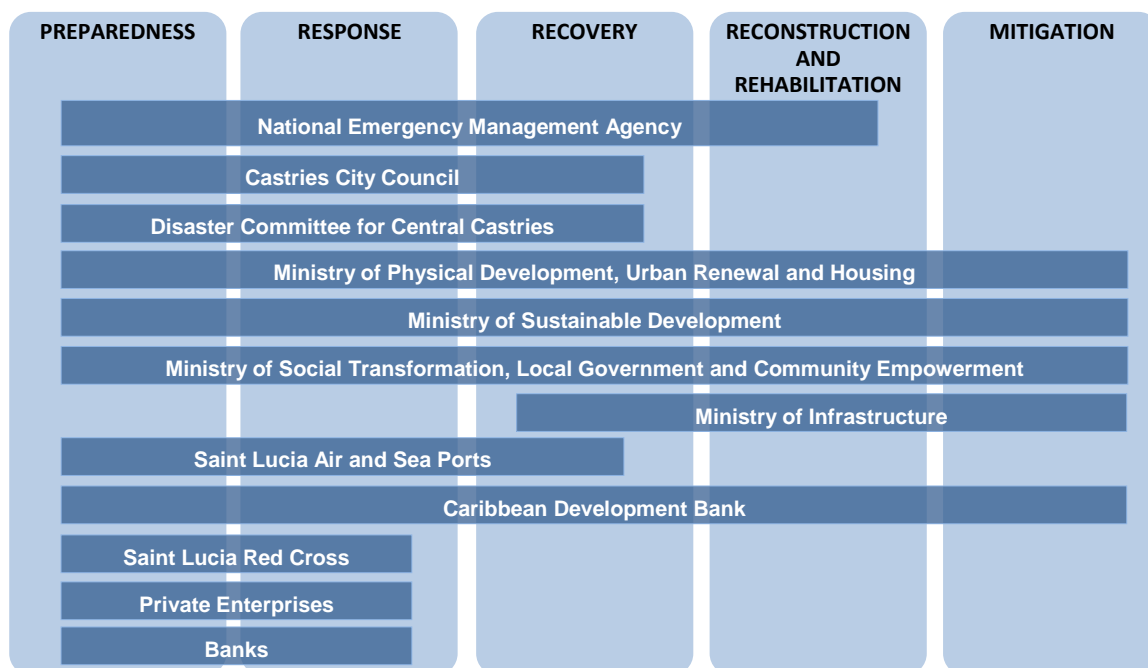 PREPAREDNESS
RESPONSE
RECOVERY
RECONSTRUCTION
AND
REHABILITATION
MITIGATION
National Emergency Management Agency
Castries City Council
Disaster Committee for Central Castries
Ministry of Physical Development, Urban Renewal and Housing
Ministry of Sustainable Development
Ministry of Social Transformation, Local Government and Community Empowerment
Ministry of Infrastructure
Saint Lucia Air and Sea Ports
Caribbean Development Bank
Saint Lucia Red Cross
Private Enterprises
Banks